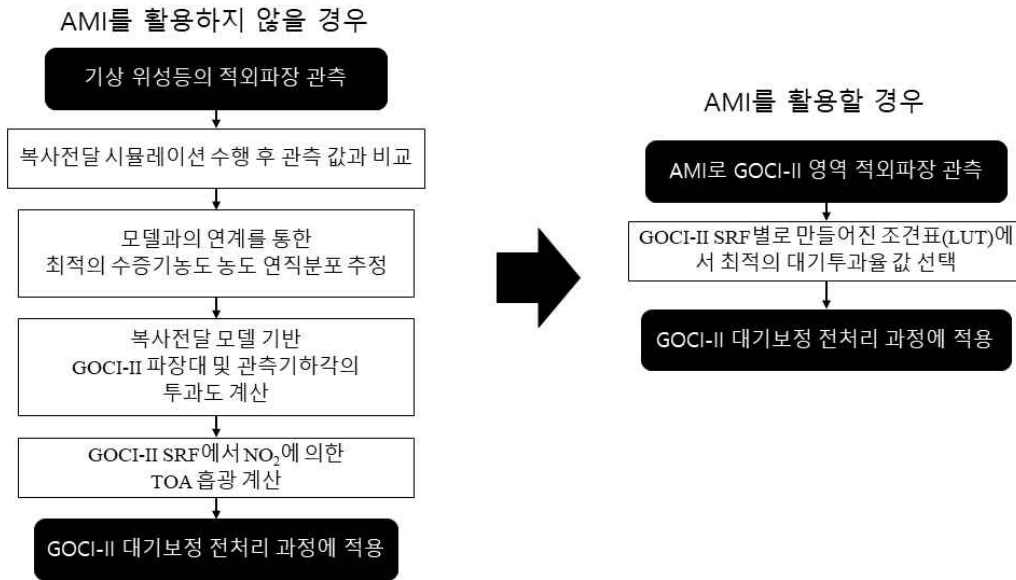 AMI를 활용하지 않을 경우
기상 위성등의 적외파장 관측
복사전달 시뮬레이션 수행 후 관측 값과 비교
모델과의 연계를 통한
최적의 수증기농도 농도 연직분포 추정
복사전달 모델 기반
GOCI-II 파장대 및 관측기하각의
투과도 계산
GOCI-II SRF에서 NO₂에 의한
TOA 흡광 계산
GOCI-II 대기보정 전처리 과정에 적용
AMI를 활용할 경우
AMI로 GOCI-II 영역 적외파장 관측
GOCI-II SRF별로 만들어진 조견표(LUT)에
서 최적의 대기투과율 값 선택
GOCI-II 대기보정 전처리 과정에 적용